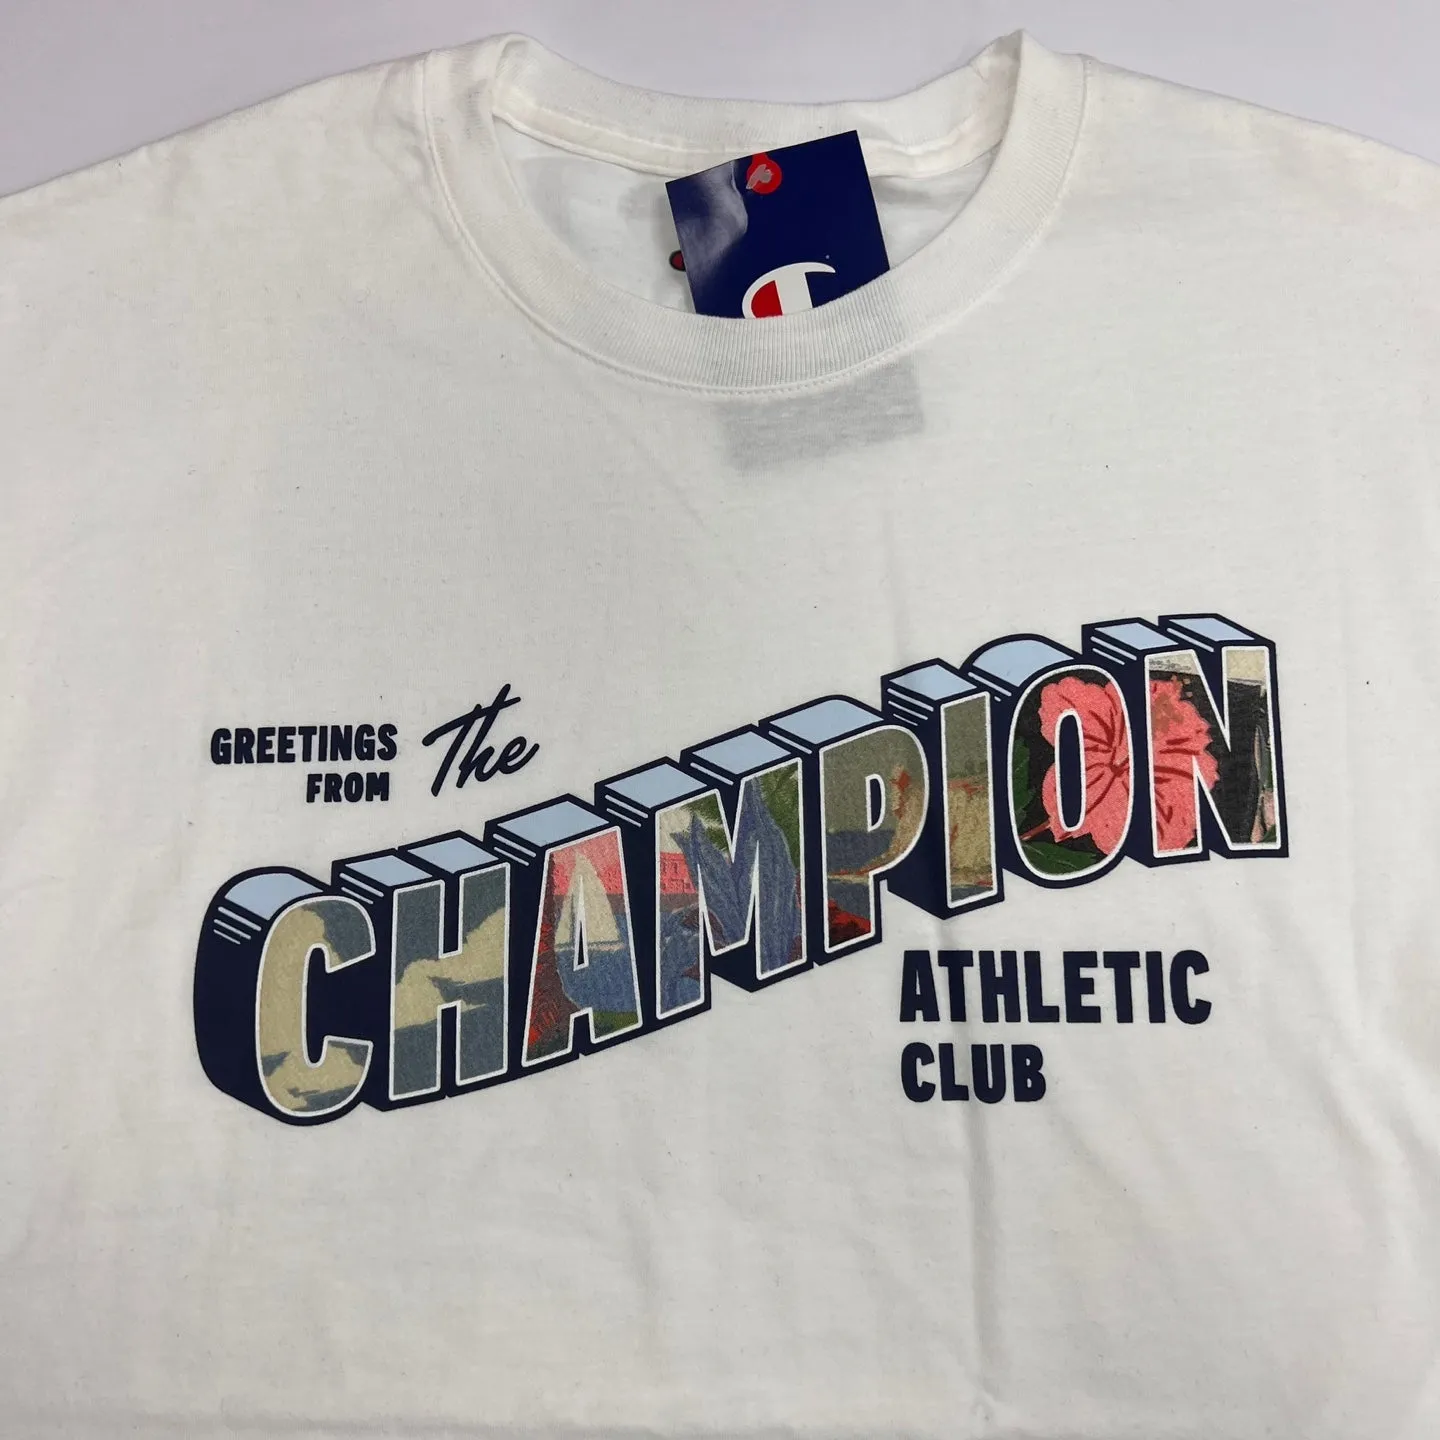 GREETINGS
FROM
The
CHAMPION
ATHLETIC
CLUB